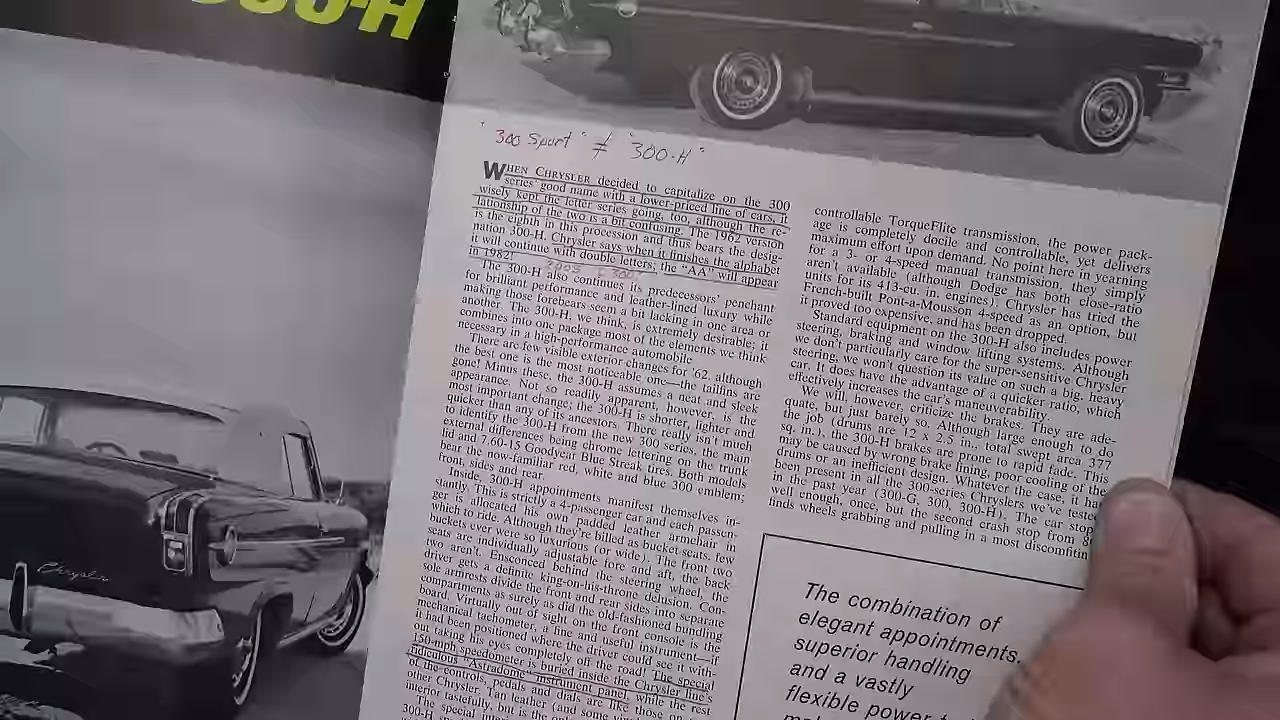 300-H
Chrysler
"300 Sport" ≠ "300-H"
WHEN CHRYSLER decided to capitalize on the 300
series' good name with a lower-priced line of cars, it
wisely kept the letter series going, too, although the re-
lationship of the two is a bit confusing. The 1962 version
is the eighth in this procession and thus bears the desig-
nation 300-H. Chrysler says when it finishes the alphabet
it will continue with double letters; the "AA" will appear
in 1982!
The 300-H also continues its predecessors' penchant
for brilliant performance and leather-lined luxury while
making those forebears seem a bit lacking in one area or
another. The 300-H, we think, is extremely desirable; it
combines into one package most of the elements we think
necessary in a high-performance automobile
There are few visible exterior changes for '62, although
the best one is the most noticeable one—the tailfins are
gone! Minus these, the 300-H assumes a neat and sleek
appearance. Not so readily apparent, however, is the
most important change; the 300-H is shorter, lighter and
quicker than any of its ancestors. There really isn't much
to identify the 300-H from the new 300 series, the main
external differences being chrome lettering on the trunk
lid and 7.60-15 Goodyear Blue Streak tires. Both models
bear the now-familiar red, white and blue 300 emblem;
front, sides and rear.
Inside, 300-H appointments manifest themselves in-
stantly. This is strictly a 4-passenger car and each passen-
ger is allocated his own padded leather armchair in
which to ride. Although they're billed as bucket seats, few
buckets ever were so luxurious (or wide). The front two
seats are individually adjustable fore and aft, the back
two aren't. Ensconced behind the steering wheel, the
driver gets a definite king-on-his-throne delusion. Con-
sole armrests divide the front and rear sides into separate
compartments as surely as did the old-fashioned bundling
board. Virtually out of sight on the front console is the
mechanical tachometer, a fine and useful instrument—if
it had been positioned where the driver could see it with-
out taking his eyes completely off the road! The special
150-mph speedometer is buried inside the Chrysler line's
ridiculous "Astradome" instrument panel, while the rest
of the controls, pedals and dials are like those on
other Chrysler. Tan leather (and some vinyl)
interior tastefully, but is the
The special
300-H
controllable TorqueFlite transmission, the power pack-
age is completely docile and controllable, yet delivers
maximum effort upon demand. No point here in yearning
for a 3- or 4-speed manual transmission, they simply
aren't available (although Dodge has both close-ratio
units for its 413-cu. in. engines). Chrysler has tried the
French-built Pont-a-Mousson 4-speed as an option, but
it proved too expensive, and has been dropped.
Standard equipment on the 300-H also includes power
steering, braking and window lifting systems. Although
we don't particularly care for the super-sensitive Chrysler
steering, we won't question its value on such a big, heavy
car. It does have the advantage of a quicker ratio, which
effectively increases the car's maneuverability.
We will, however, criticize the brakes. They are ade-
quate, but just barely so. Although large enough to do
the job (drums are 12 x 2.5 in., total swept area 377
sq. in.), the 300-H brakes are prone to rapid fade. This
may be caused by wrong brake lining, poor cooling of the
drums or an inefficient design. Whatever the case, it has
been present in all the 300-series Chryslers we've tested
in the past year (300-G, 300, 300-H). The car stops
well enough, once, but the second crash stop from
finds wheels grabbing and pulling in a most discomfitin
The combination of
elegant appointments,
superior handling
and a vastly
flexible power